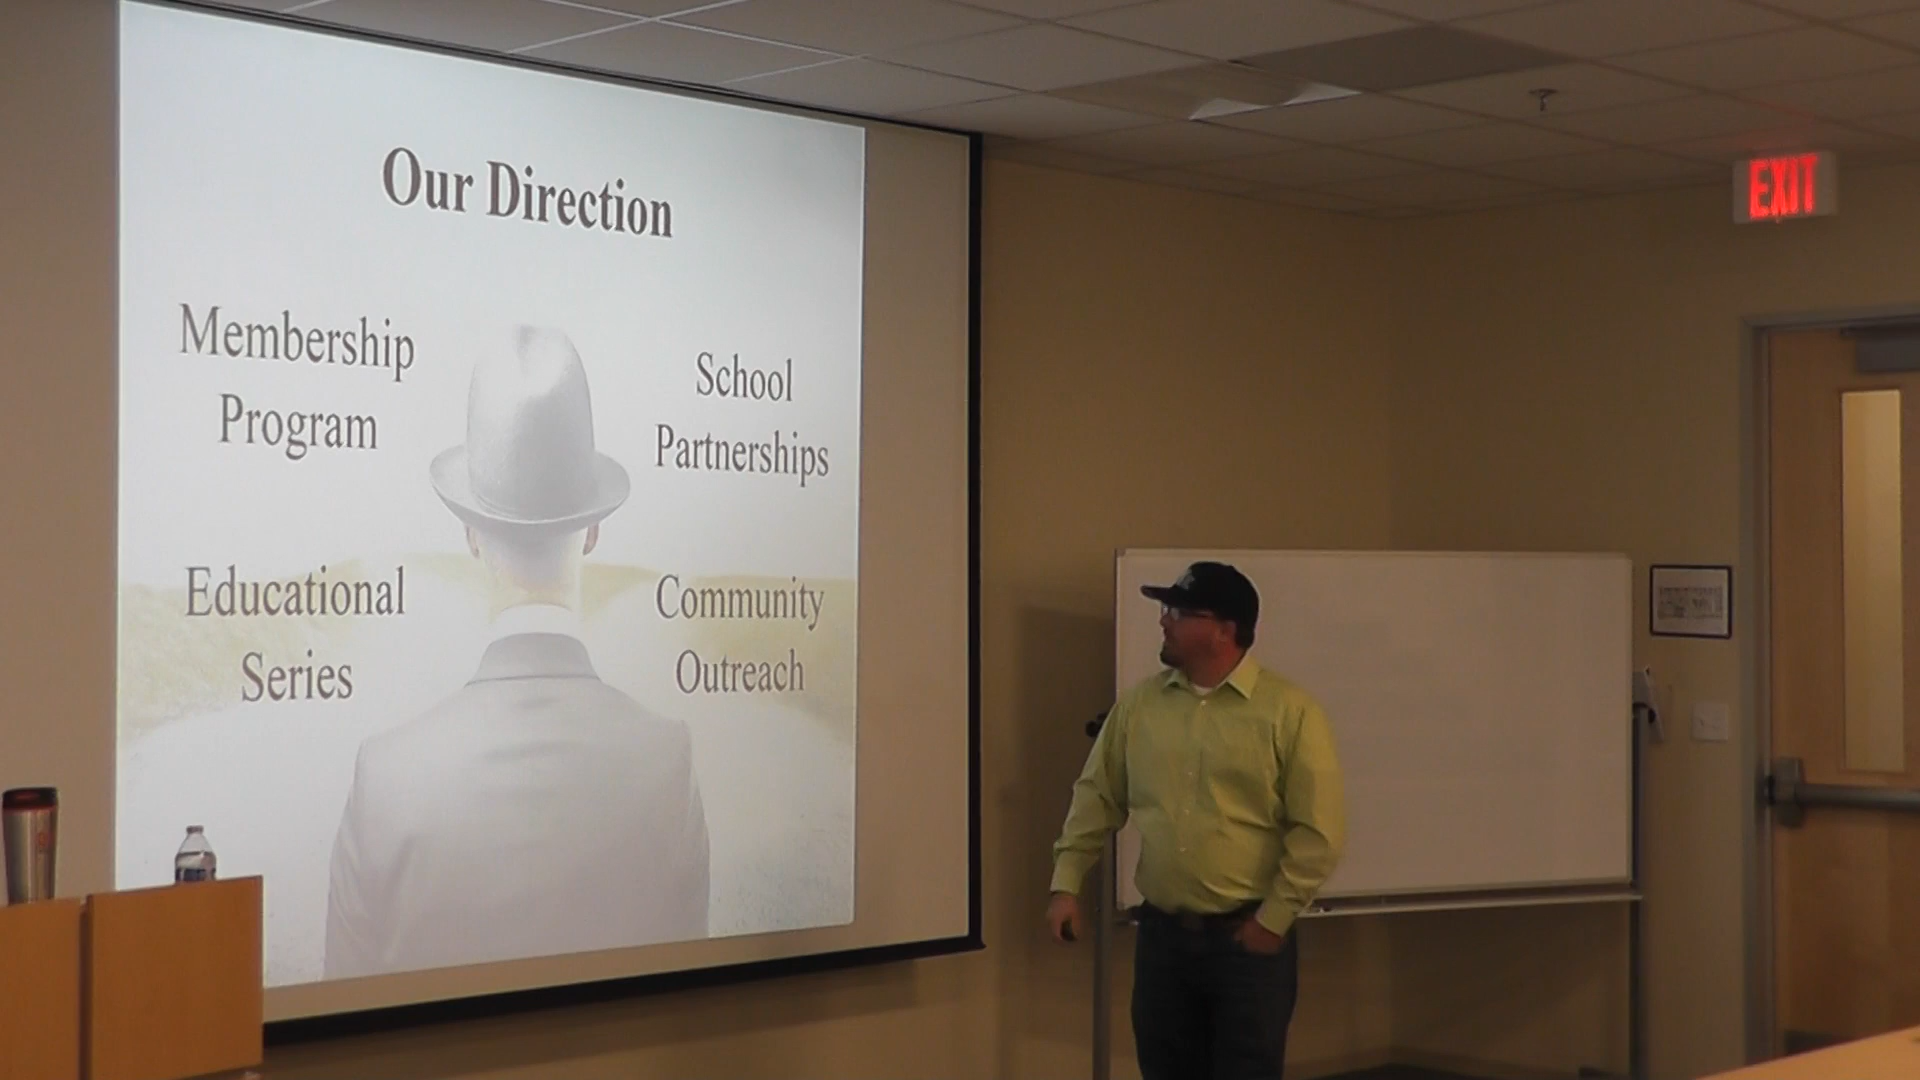 Our Direction
Membership
Program
School
Partnerships
Educational
Series
Community
Outreach
EXIT